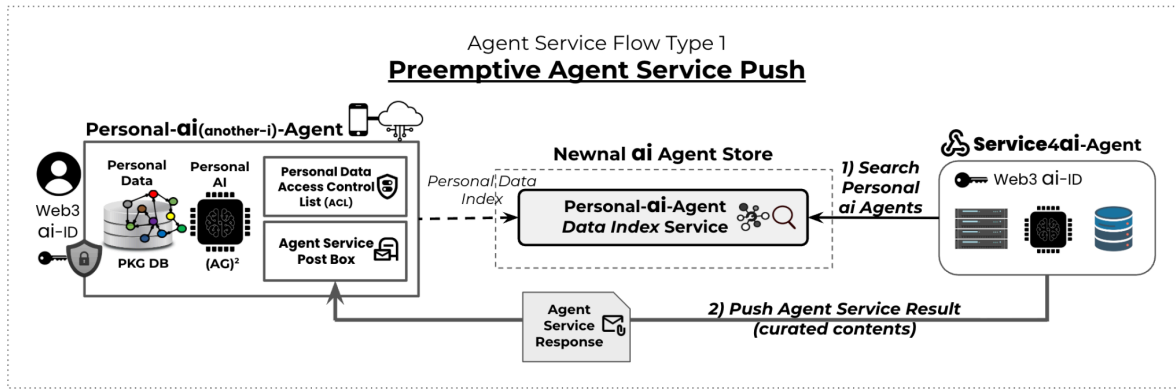 Agent Service Flow Type 1
Preemptive Agent Service Push
Personal-ai(another-i)-Agent
Web3
ai-ID
Personal
Data
PKG DB
Personal
AI
(AG)²
Personal Data
Access Control
List (ACL)
Agent Service
Post Box
Personal Data
Index
Newnal ai Agent Store
Personal-ai-Agent
Data Index Service
1) Search
Personal
ai Agents
Service4ai-Agent
Web3 ai-ID
Agent
Service
Response
2) Push Agent Service Result
(curated contents)